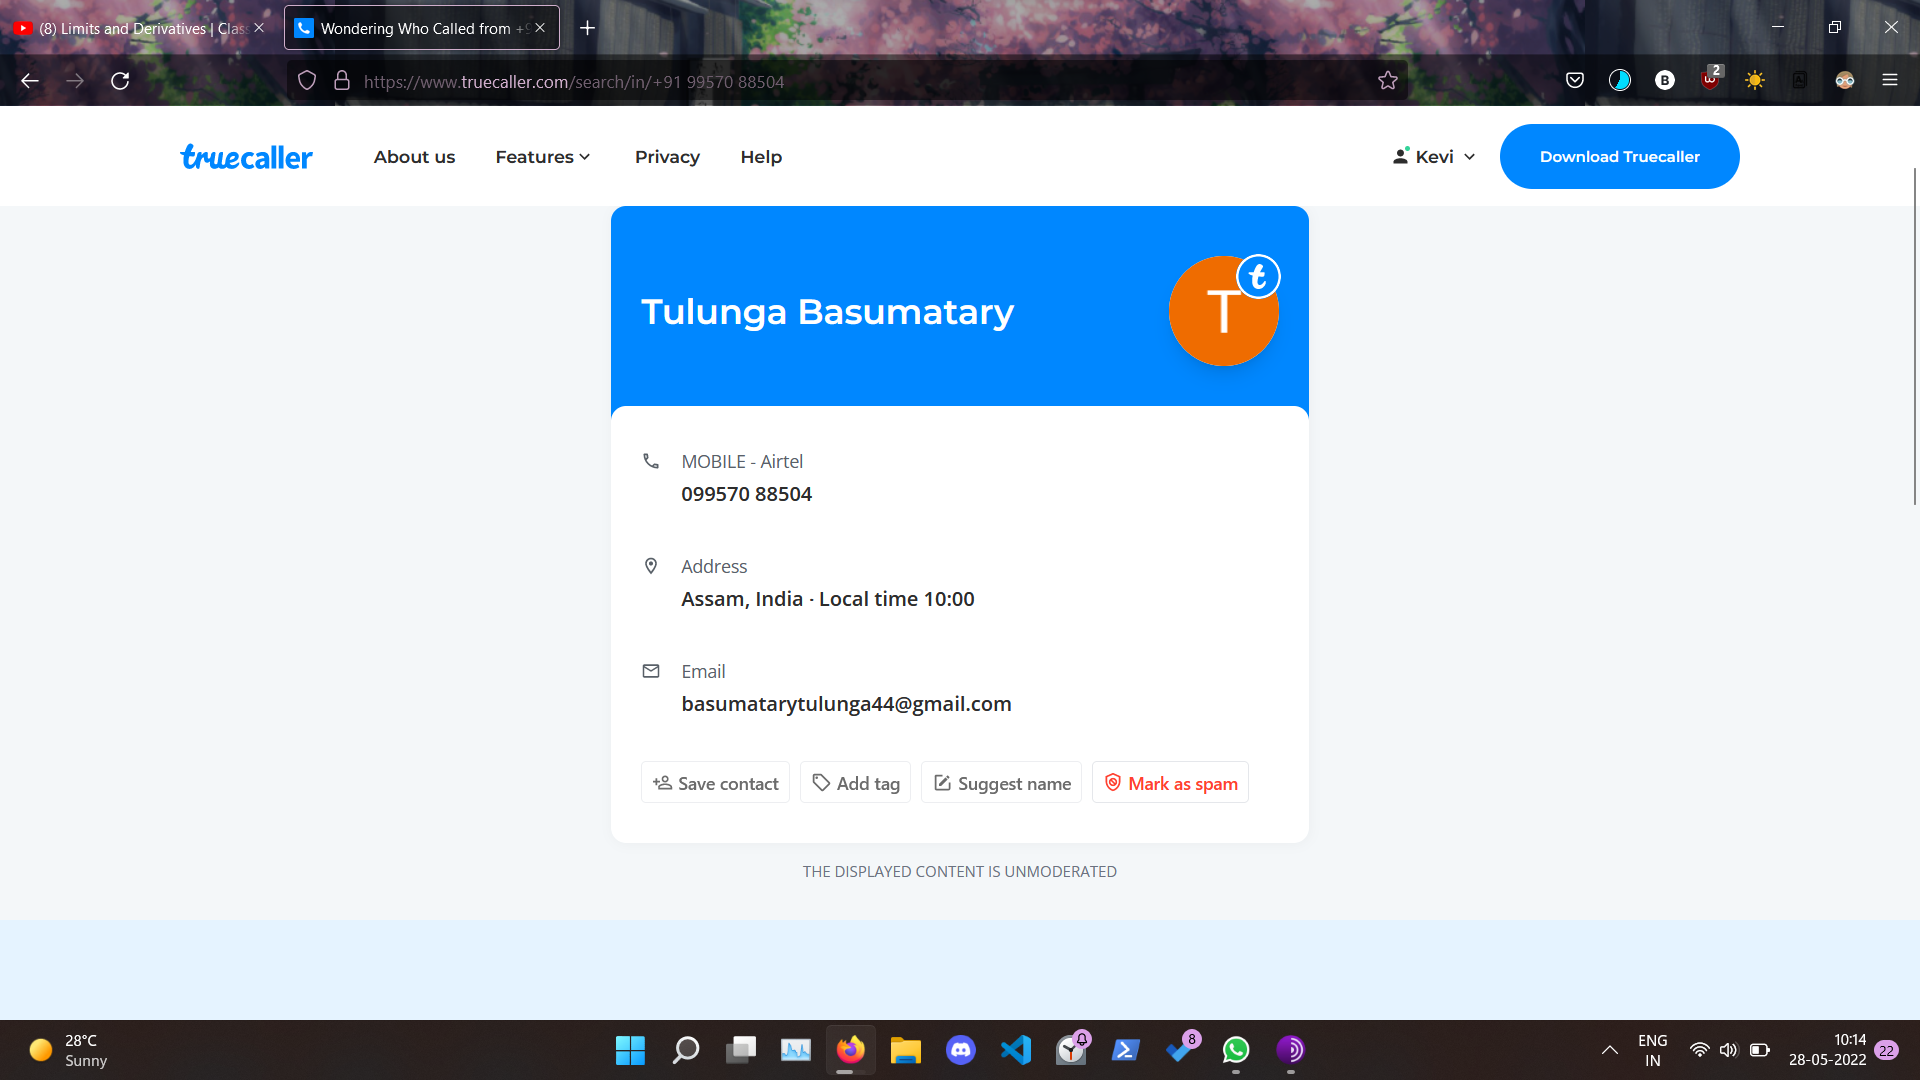 (8) Limits and Derivatives | Clas
Wondering Who Called from +9
https://www.truecaller.com/search/in/+91 99570 88504
B
2
truecaller
About us
Features
Privacy
Help
Kevi
Download Truecaller
Tulunga Basumatary
T
t
MOBILE - Airtel
099570 88504
Address
Assam, India · Local time 10:00
Email
basumatarytulunga44@gmail.com
Save contact
Add tag
Suggest name
Mark as spam
THE DISPLAYED CONTENT IS UNMODERATED
28°C
Sunny
8
ENG
IN
10:14
28-05-2022
22